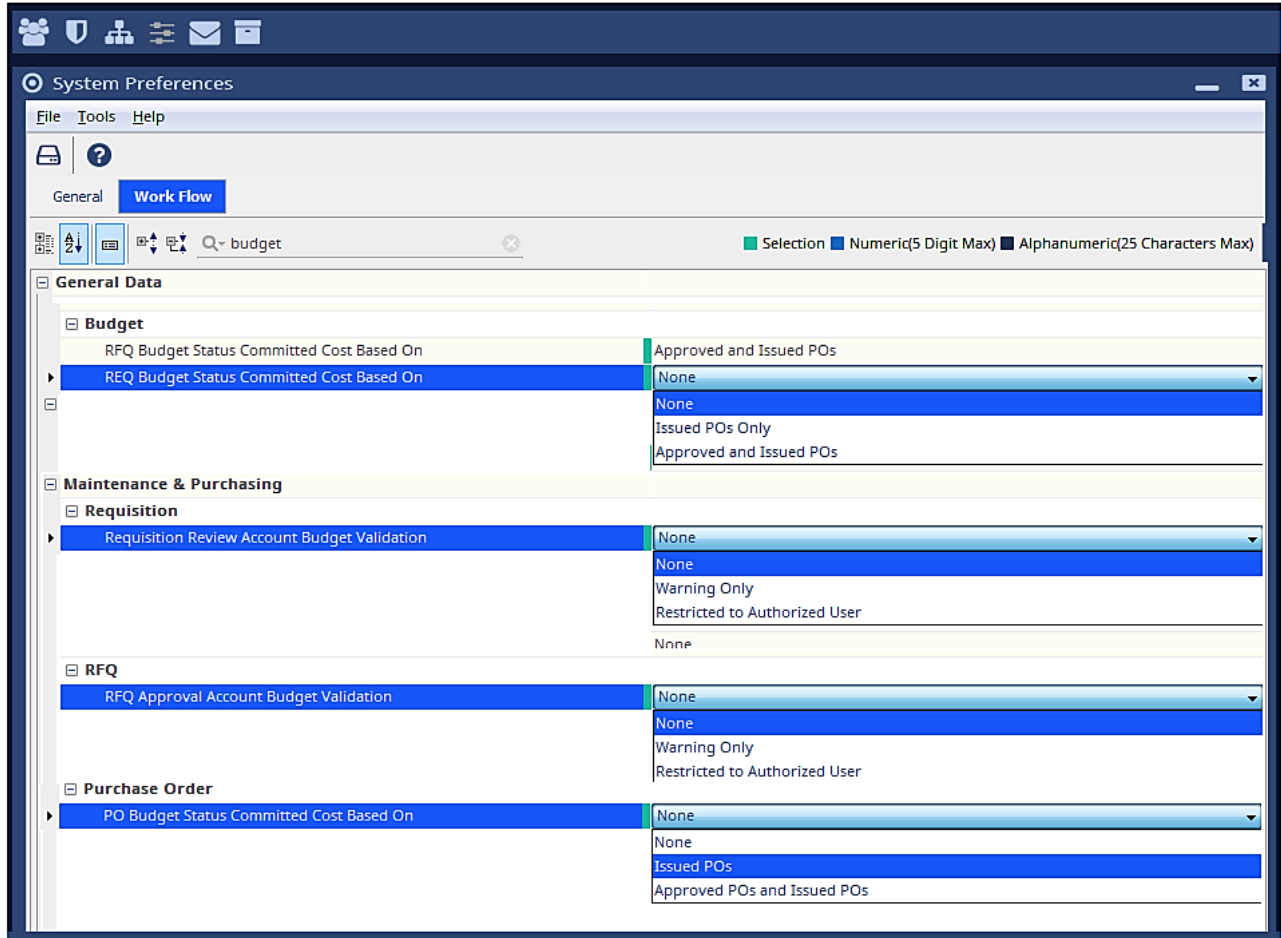 System Preferences
File Tools Help
General Work Flow
budget Selection Numeric(5 Digit Max) Alphanumeric(25 Characters Max)
General Data
Budget
RFQ Budget Status Committed Cost Based On Approved and Issued POs
REQ Budget Status Committed Cost Based On None
None
Issued POs Only
Approved and Issued POs
Maintenance & Purchasing
Requisition
Requisition Review Account Budget Validation None
None
Warning Only
Restricted to Authorized User
None
RFQ
RFQ Approval Account Budget Validation None
None
Warning Only
Restricted to Authorized User
Purchase Order
PO Budget Status Committed Cost Based On None
None
Issued POs
Approved POs and Issued POs